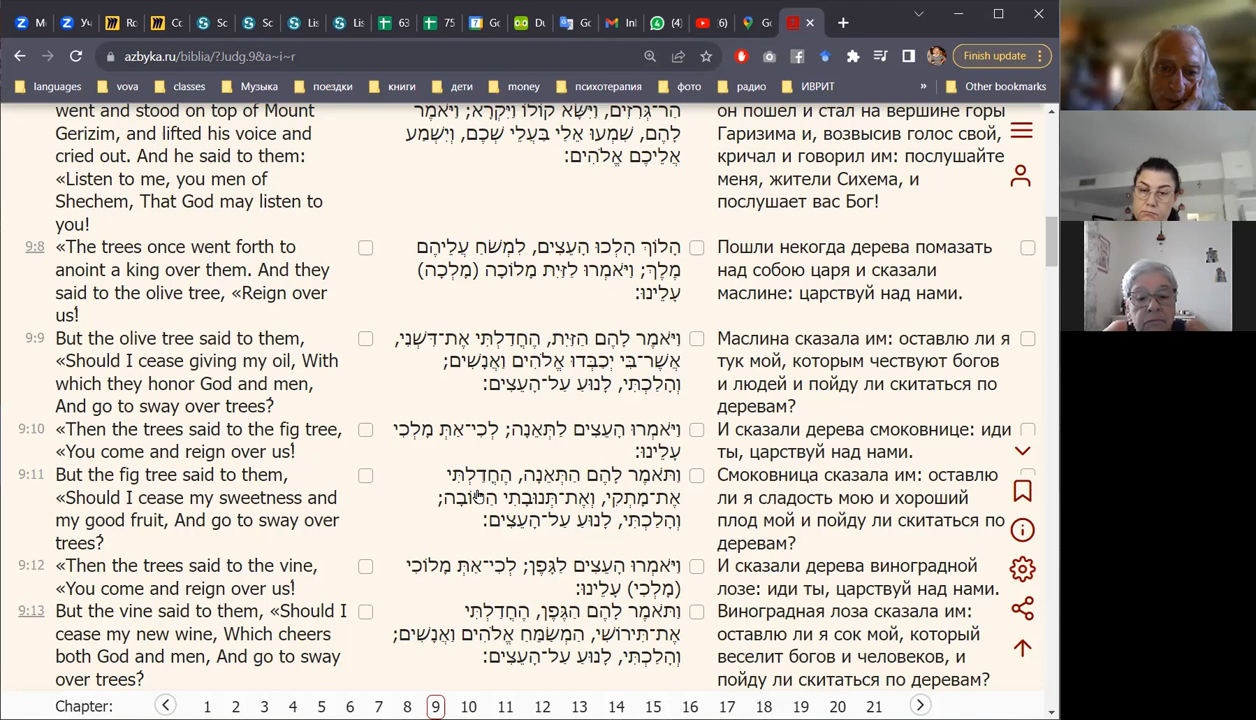 M
Ro
Co
Sc
Sc
Lis
Lis
63
75
Go
Du
Go
Inl
(4)
(6)
Go
azbyka.ru/biblia/?Judg.9&a~i~r
Finish update
languages
vova
classes
Музыка
поездки
книги
другое
money
психотерапия
фото
радио
ИВРИТ
»
Other bookmarks
went and stood on top of Mount
Gerizim, and lifted his voice and
cried out. And he said to them:
«Listen to me, you men of
Shechem, That God may listen to
you!
הַר־גְּרִזִים, וַיִּשָּׂא קוֹלוֹ וַיִּקְרָא; וַיֹּאמֶר
לָהֶם, שִׁמְעוּ אֵלַי בַּעֲלֵי שְׁכֶם, וְיִשְׁמַע
אֲלֵיכֶם אֱלֹהִים:
он пошел и стал на вершине горы
Гаризима и, возвысив голос свой,
кричал и говорил им: послушайте
меня, жители Сихема, и
послушает вас Бог!
9:8
«The trees once went forth to
anoint a king over them. And they
said to the olive tree, «Reign over
us!
הָלוֹךְ הָלְכוּ הָעֵצִים, לִמְשֹׁחַ עֲלֵיהֶם
מֶלֶךְ; וַיֹּאמְרוּ לַזַּיִת מָלוֹכָה (מָלְכָה)
עָלֵינוּ:
Пошли некогда дерева помазать
над собою царя и сказали
маслине: царствуй над нами.
9:9
But the olive tree said to them,
«Should I cease giving my oil, With
which they honor God and men,
And go to sway over trees?
וַיֹּאמֶר לָהֶם הַזַּיִת, הֶחֳדַלְתִּי אֶת־דִּשְׁנִי,
אֲשֶׁר־בִּי יְכַבְּדוּ אֱלֹהִים וַאֲנָשִׁים;
וְהָלַכְתִּי, לָנוּעַ עַל־הָעֵצִים:
Маслина сказала им: оставлю ли я
тук мой, которым чествуют богов
и людей и пойду ли скитаться по
деревам?
9:10
«Then the trees said to the fig tree,
«You come and reign over us!
וַיֹּאמְרוּ הָעֵצִים לַתְּאֵנָה; לְכִי־אַתְּ מָלְכִי
עָלֵינוּ:
И сказали дерева смоковнице: иди
ты, царствуй над нами.
9:11
But the fig tree said to them,
«Should I cease my sweetness and
my good fruit, And go to sway over
trees?
וַתֹּאמֶר לָהֶם הַתְּאֵנָה, הֶחֳדַלְתִּי
אֶת־מָתְקִי, וְאֶת־תְּנוּבָתִי הַטּוֹבָה;
וְהָלַכְתִּי, לָנוּעַ עַל־הָעֵצִים:
Смоковница сказала им: оставлю
ли я сладость мою и хороший
плод мой и пойду ли скитаться по
деревам?
9:12
«Then the trees said to the vine,
«You come and reign over us!
וַיֹּאמְרוּ הָעֵצִים לַגָּפֶן; לְכִי־אַתְּ מָלוֹכִי
(מָלְכִי) עָלֵינוּ:
И сказали дерева виноградной
лозе: иди ты, царствуй над нами.
9:13
But the vine said to them, «Should I
cease my new wine, Which cheers
both God and men, And go to sway
over trees?
וַתֹּאמֶר לָהֶם הַגֶּפֶן, הֶחֳדַלְתִּי
אֶת־תִּירוֹשִׁי, הַמְשַׂמֵּחַ אֱלֹהִים וַאֲנָשִׁים;
וְהָלַכְתִּי, לָנוּעַ עַל־הָעֵצִים:
Виноградная лоза сказала им:
оставлю ли я сок мой, который
веселит богов и человеков, и
пойду ли скитаться по деревам?
Chapter: 1 2 3 4 5 6 7 8 9 10 11 12 13 14 15 16 17 18 19 20 21